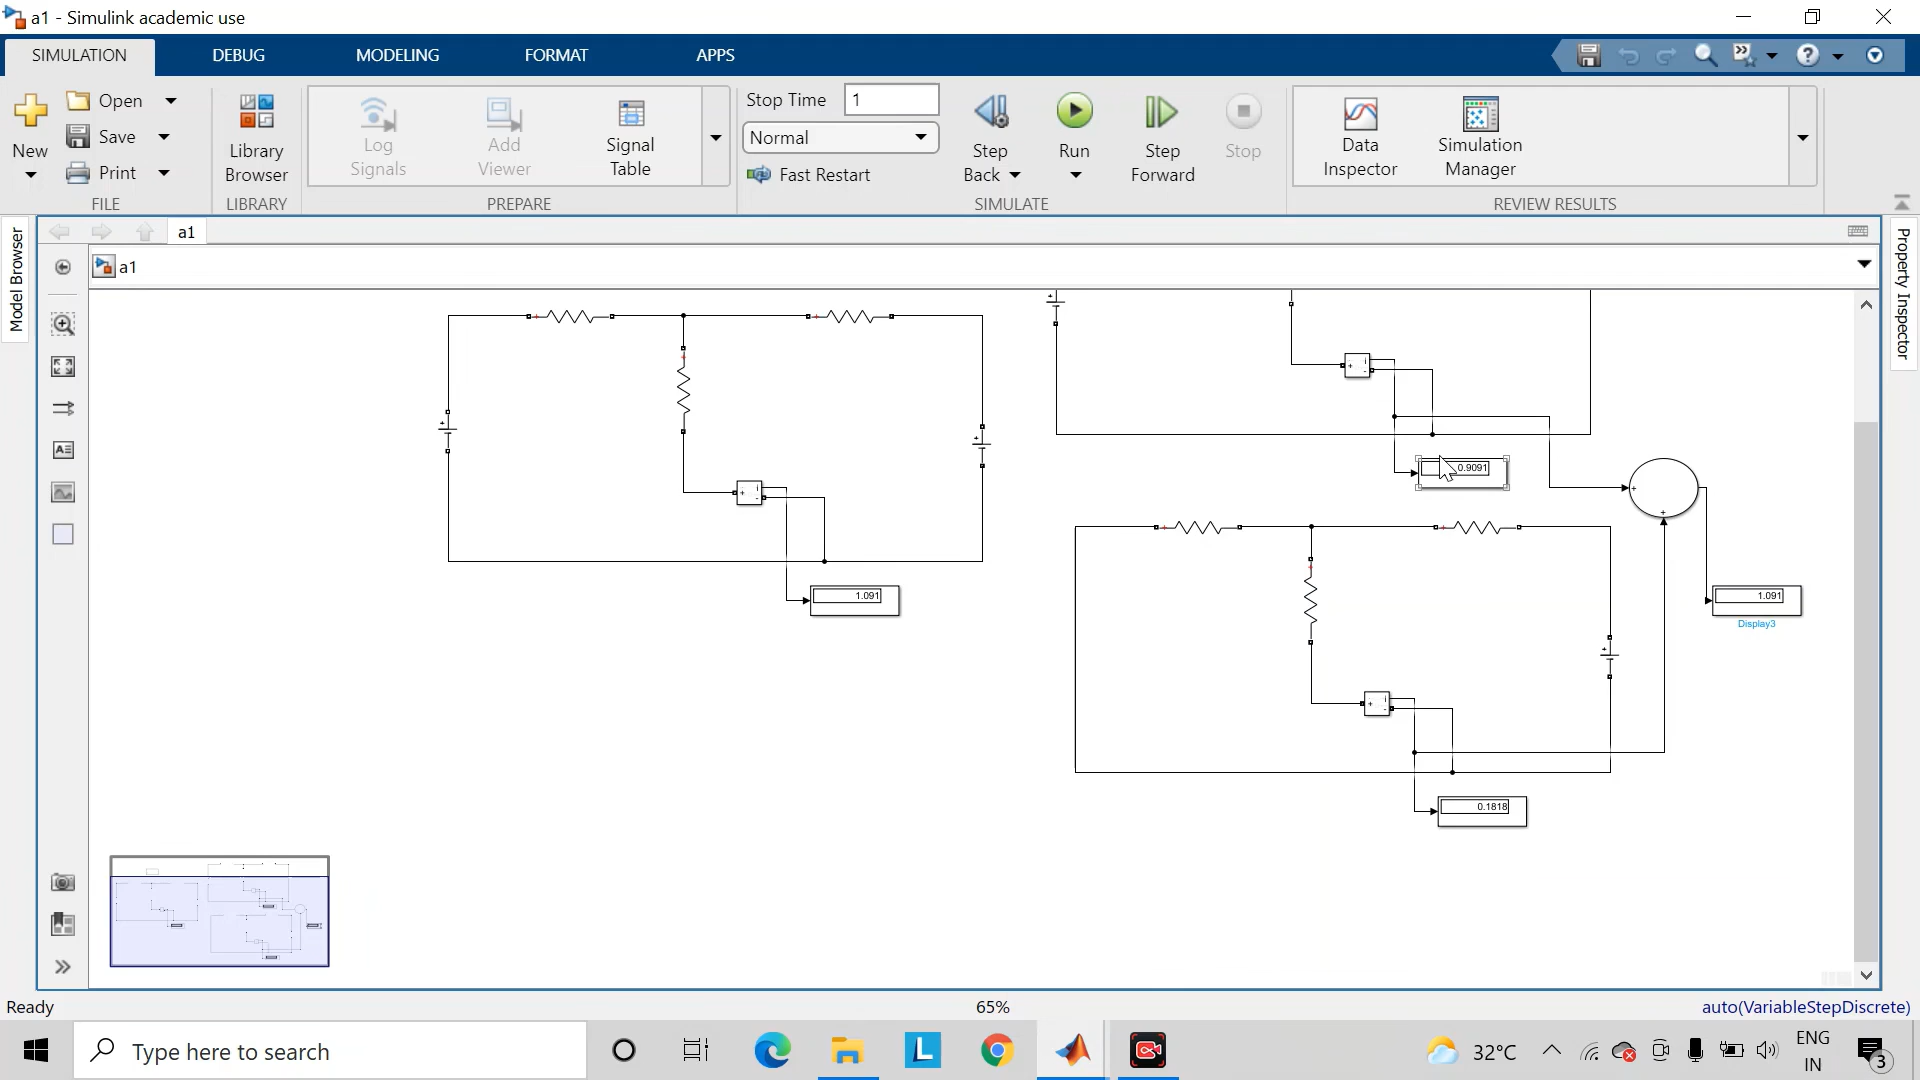 a1 - Simulink academic use
SIMULATION
DEBUG
MODELING
FORMAT
APPS
New
Open
Save
Print
FILE
Library
Browser
LIBRARY
Log
Signals
Add
Viewer
Signal
Table
PREPARE
Stop Time 1
Normal
Fast Restart
Step
Back
Run
Step
Forward
Stop
SIMULATE
Data
Inspector
Simulation
Manager
REVIEW RESULTS
Model Browser
a1
a1
Property Inspector
0.9091
1.091
1.091
Display3
0.1818
Ready
65%
auto(VariableStepDiscrete)
Type here to search
32°C
ENG
IN
3